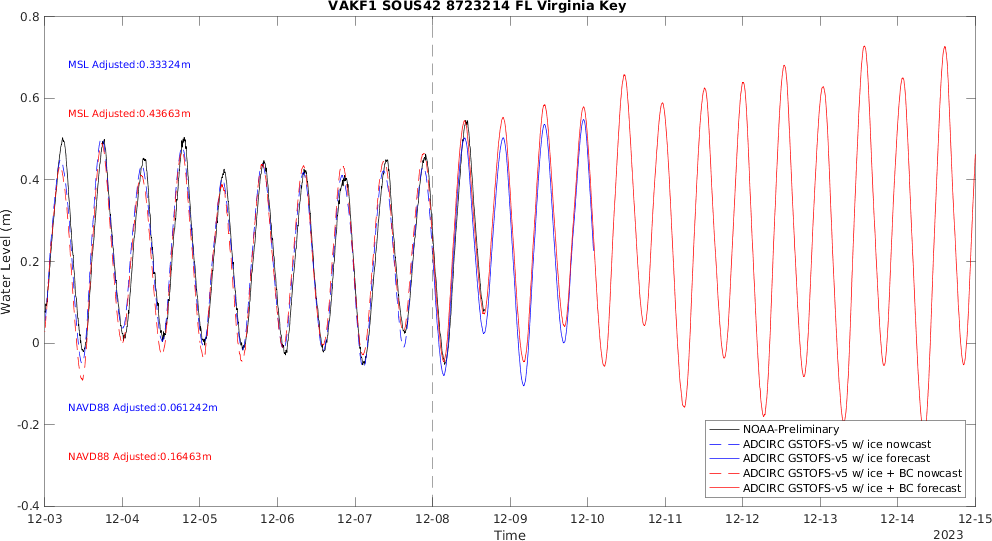 VAKF1 SOUS42 8723214 FL Virginia Key
0.8
0.6
0.4
0.2
0
-0.2
-0.4
Water Level (m)
MSL Adjusted:0.33324m
MSL Adjusted:0.43663m
NAVD88 Adjusted:0.061242m
NAVD88 Adjusted:0.16463m
NOAA-Preliminary
ADCIRC GSTOFS-v5 w/ ice nowcast
ADCIRC GSTOFS-v5 w/ ice forecast
ADCIRC GSTOFS-v5 w/ ice + BC nowcast
ADCIRC GSTOFS-v5 w/ ice + BC forecast
12-03 12-04 12-05 12-06 12-07 12-08 12-09 12-10 12-11 12-12 12-13 12-14 12-15
Time
2023